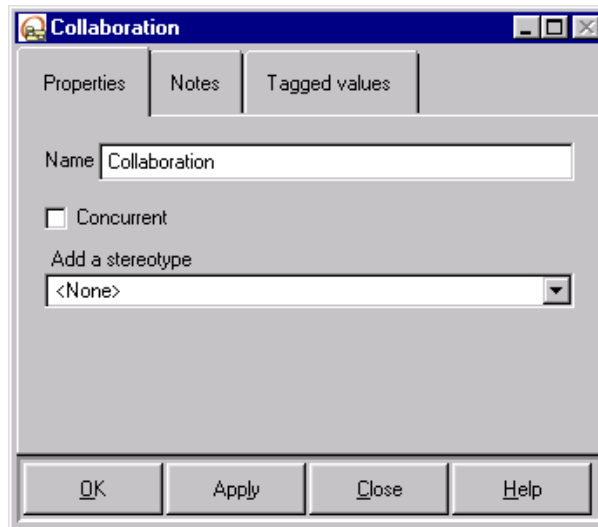 Collaboration
Properties Notes Tagged values
Name Collaboration
Concurrent
Add a stereotype
<None>
OK Apply Close Help